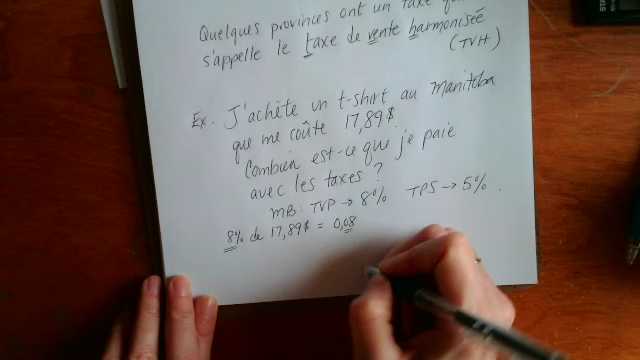 Quelques provinces ont un taxe
s'appelle le taxe de vente harmonisée
(TVH)
Ex. J'achète un t-shirt au manitoba
que me coûte 17,89$
Combien est-ce que je paie
avec les taxes ?
MB: TVP → 8% TPS → 5%.
8% de 17,89$ = 0,08